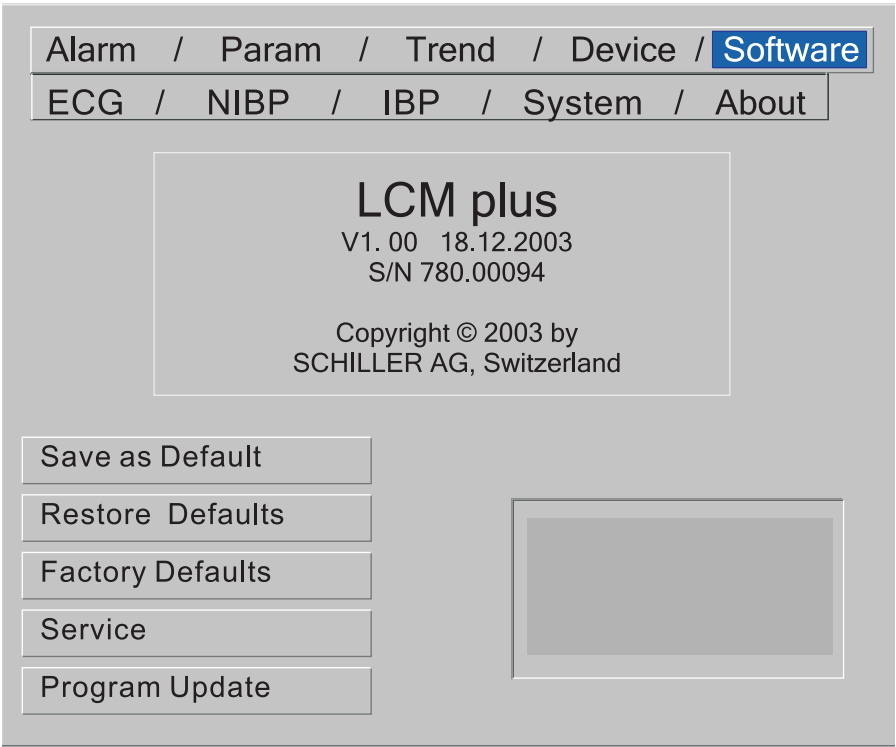 Alarm / Param / Trend / Device / Software
ECG / NIBP / IBP / System / About
LCM plus
V1. 00 18.12.2003
S/N 780.00094
Copyright © 2003 by
SCHILLER AG, Switzerland
Save as Default
Restore Defaults
Factory Defaults
Service
Program Update